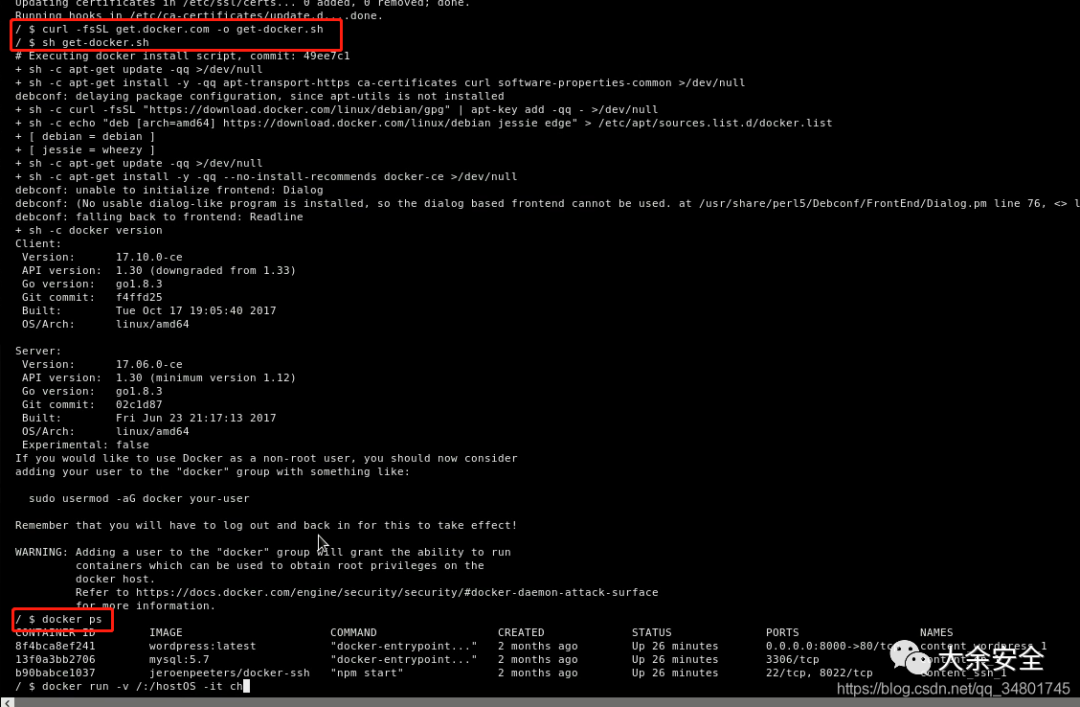 Updating certificates in /etc/ssl/certs... 0 added, 0 removed; done.
Running hooks in /etc/ca-certificates/update.d....done.
/ $ curl -fsSL get.docker.com -o get-docker.sh
/ $ sh get-docker.sh
# Executing docker install script, commit: 49ee7c1
+ sh -c apt-get update -qq >/dev/null
+ sh -c apt-get install -y -qq apt-transport-https ca-certificates curl software-properties-common >/dev/null
debconf: delaying package configuration, since apt-utils is not installed
+ sh -c curl -fsSL "https://download.docker.com/linux/debian/gpg" | apt-key add -qq - >/dev/null
+ sh -c echo "deb [arch=amd64] https://download.docker.com/linux/debian jessie edge" > /etc/apt/sources.list.d/docker.list
+ [ debian = debian ]
+ [ jessie = wheezy ]
+ sh -c apt-get update -qq >/dev/null
+ sh -c apt-get install -y -qq --no-install-recommends docker-ce >/dev/null
debconf: unable to initialize frontend: Dialog
debconf: (No usable dialog-like program is installed, so the dialog based frontend cannot be used. at /usr/share/perl5/Debconf/FrontEnd/Dialog.pm line 76, <> l
debconf: falling back to frontend: Readline
+ sh -c docker version
Client:
Version: 17.10.0-ce
API version: 1.30 (downgraded from 1.33)
Go version: go1.8.3
Git commit: f4ffd25
Built: Tue Oct 17 19:05:40 2017
OS/Arch: linux/amd64
Server:
Version: 17.06.0-ce
API version: 1.30 (minimum version 1.12)
Go version: go1.8.3
Git commit: 02c1d87
Built: Fri Jun 23 21:17:13 2017
OS/Arch: linux/amd64
Experimental: false
If you would like to use Docker as a non-root user, you should now consider
adding your user to the "docker" group with something like:
sudo usermod -aG docker your-user
Remember that you will have to log out and back in for this to take effect!
WARNING: Adding a user to the "docker" group will grant the ability to run
containers which can be used to obtain root privileges on the
docker host.
Refer to https://docs.docker.com/engine/security/security/#docker-daemon-attack-surface
for more information.
/ $ docker ps
CONTAINER ID IMAGE COMMAND CREATED STATUS PORTS NAMES
8f4bca8ef241 wordpress:latest "docker-entrypoint..." 2 months ago Up 26 minutes 0.0.0.0:8000->80/tcp content_wordpress_1
13f0a3bb2706 mysql:5.7 "docker-entrypoint..." 2 months ago Up 26 minutes 3306/tcp
b90babce1037 jeroenpeeters/docker-ssh "npm start" 2 months ago Up 26 minutes 22/tcp, 8022/tcp content_ssh_1
/ $ docker run -v /:/hostOS -it ch
大余安全
https://blog.csdn.net/qq_34801745